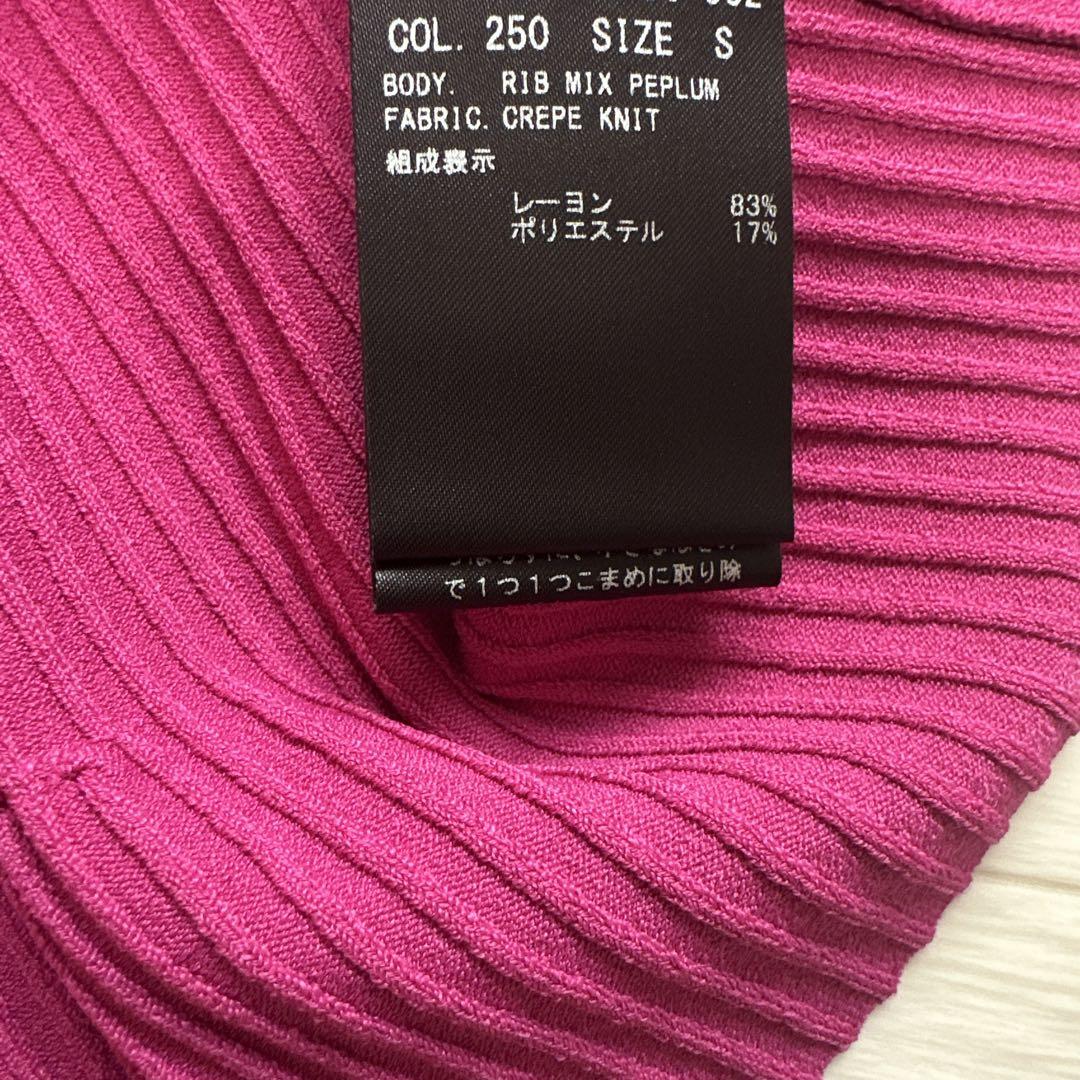 COL. 250 SIZE S
BODY. RIB MIX PEPLUM
FABRIC. CREPE KNIT
組成表示
レーヨン 83%
ポリエステル 17%
で1つ1つこまめに取り除